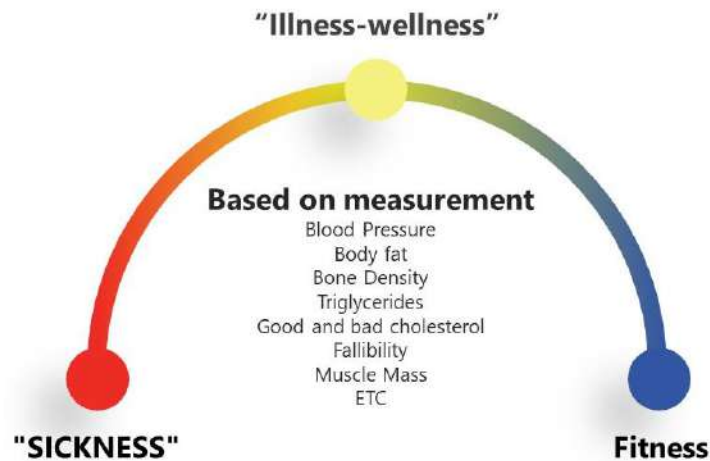 “Illness-wellness”
Based on measurement
Blood Pressure
Body fat
Bone Density
Triglycerides
Good and bad cholesterol
Fallibility
Muscle Mass
ETC
"SICKNESS"
Fitness